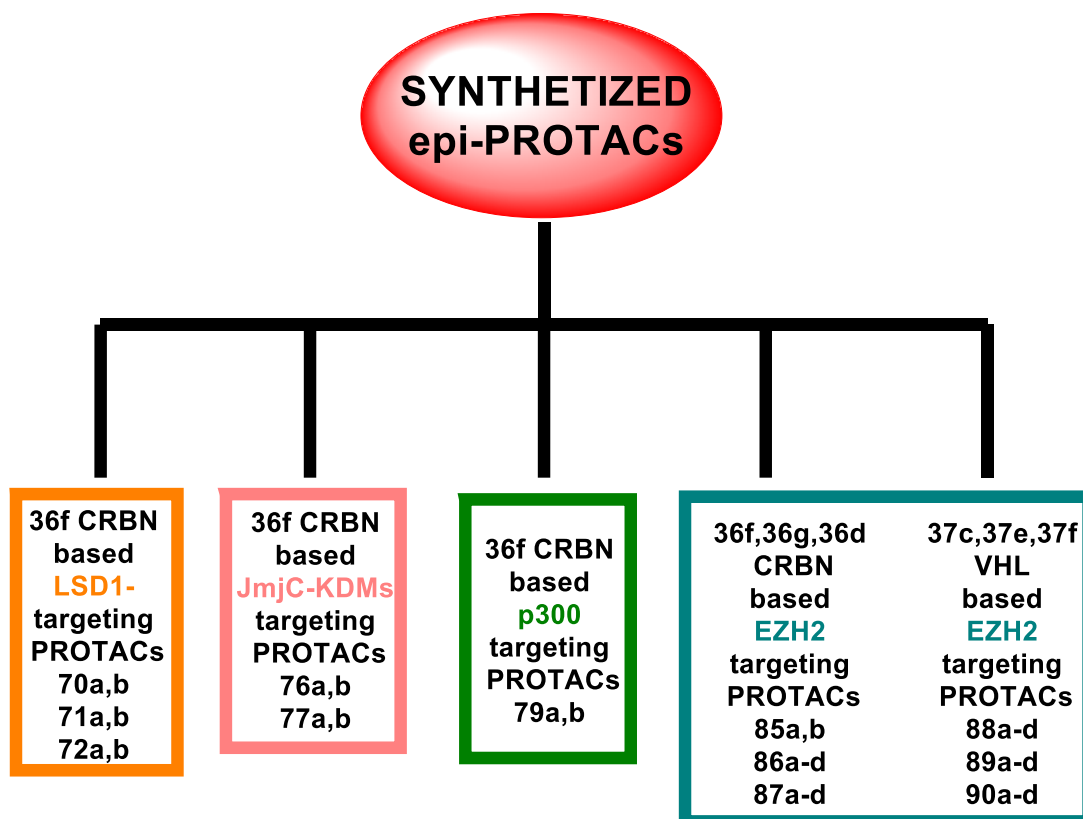 SYNTHETIZED
epi-PROTACs
36f CRBN
based
LSD1-
targeting
PROTACs
70a,b
71a,b
72a,b
36f CRBN
based
JmjC-KDMs
targeting
PROTACs
76a,b
77a,b
36f CRBN
based
p300
targeting
PROTACs
79a,b
36f,36g,36d
CRBN
based
EZH2
targeting
PROTACs
85a,b
86a-d
87a-d
37c,37e,37f
VHL
based
EZH2
targeting
PROTACs
88a-d
89a-d
90a-d